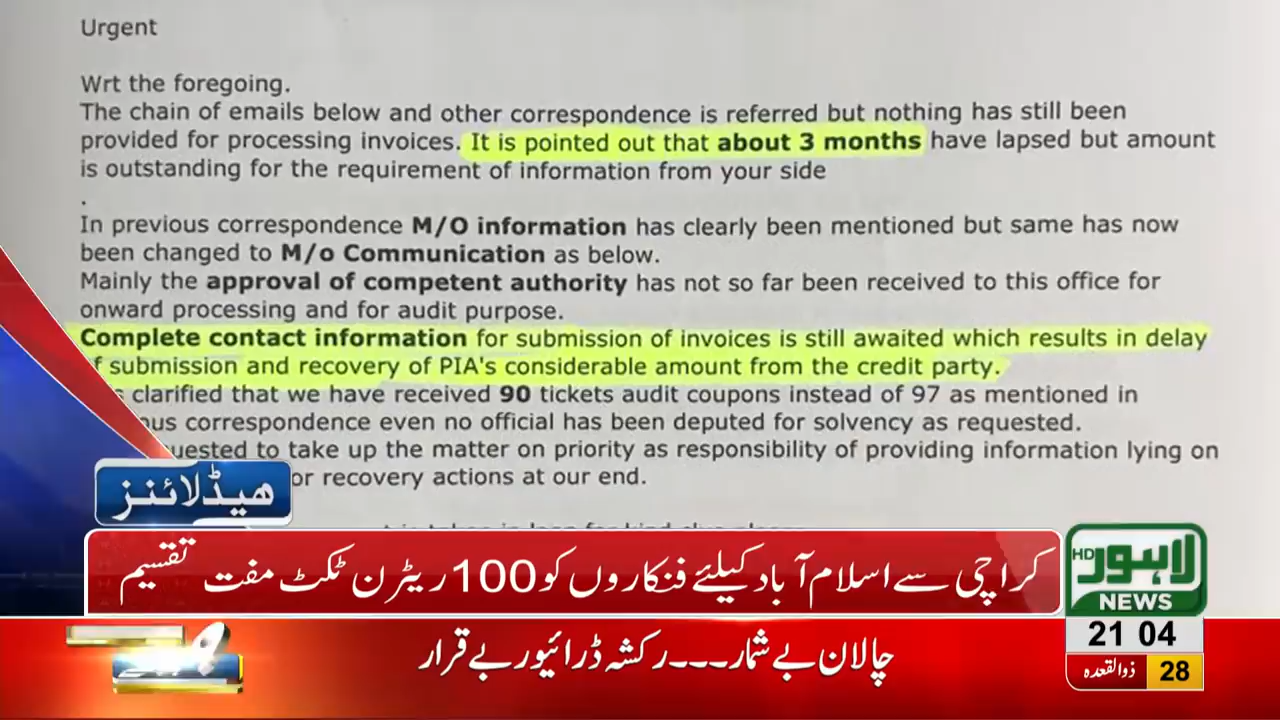 Urgent
Wrt the foregoing.
The chain of emails below and other correspondence is referred but nothing has still been
provided for processing invoices. It is pointed out that about 3 months have lapsed but amount
is outstanding for the requirement of information from your side
.
In previous correspondence M/O information has clearly been mentioned but same has now
been changed to M/o Communication as below.
Mainly the approval of competent authority has not so far been received to this office for
onward processing and for audit purpose.
Complete contact information for submission of invoices is still awaited which results in delay
submission and recovery of PIA's considerable amount from the credit party.
clarified that we have received 90 tickets audit coupons instead of 97 as mentioned in
correspondence even no official has been deputed for solvency as requested.
to take up the matter on priority as responsibility of providing information lying on
or recovery actions at our end.
ہیڈلائنز
کراچی سے اسلام آباد کیلئے فنکاروں کو 100 ریٹرن ٹکٹ مفت تقسیم
HD لاہور
NEWS
چالان بے شمار۔۔۔رکشہ ڈرائیور بے قرار
21 04
ذوالقعدہ 28